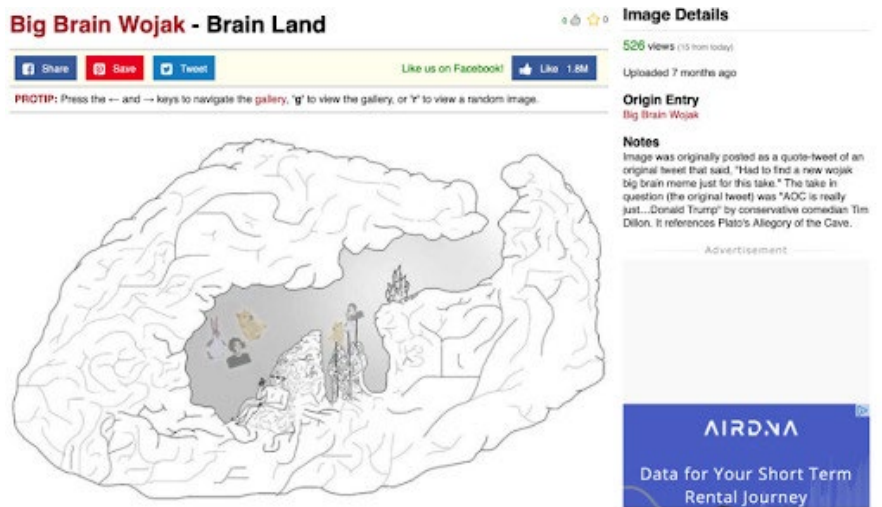 Big Brain Wojak - Brain Land
0 0
Share Save Tweet Like us on Facebook! Like 1.8M
PROTIP: Press the ← and → keys to navigate the gallery, 'g' to view the gallery, or 'r' to view a random image.
Image Details
526 views (15 from today)
Uploaded 7 months ago
Origin Entry
Big Brain Wojak
Notes
Image was originally posted as a quote-tweet of an
original tweet that said, "Had to find a new wojak
big brain meme just for this take." The take in
question (the original tweet) was "AOC is really
just...Donald Trump" by conservative comedian Tim
Dillon. It references Plato's Allegory of the Cave.
Advertisement
AIRDNA
Data for Your Short Term
Rental Journey